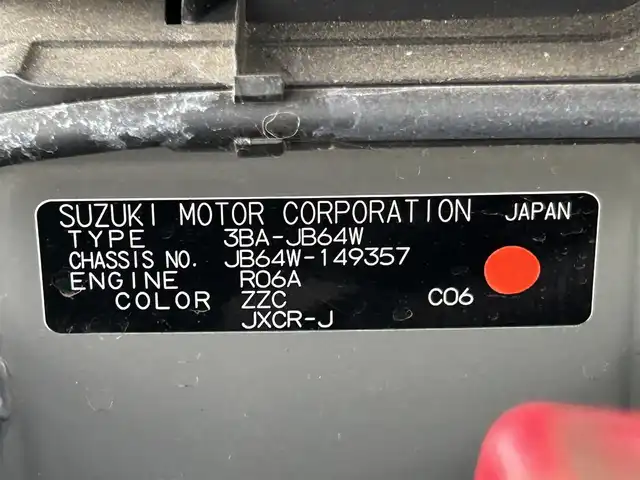 SUZUKI MOTOR CORPORATION JAPAN
TYPE 3BA-JB64W
CHASSIS NO. JB64W-149357
ENGINE R06A
COLOR ZZC C06
JXCR-J